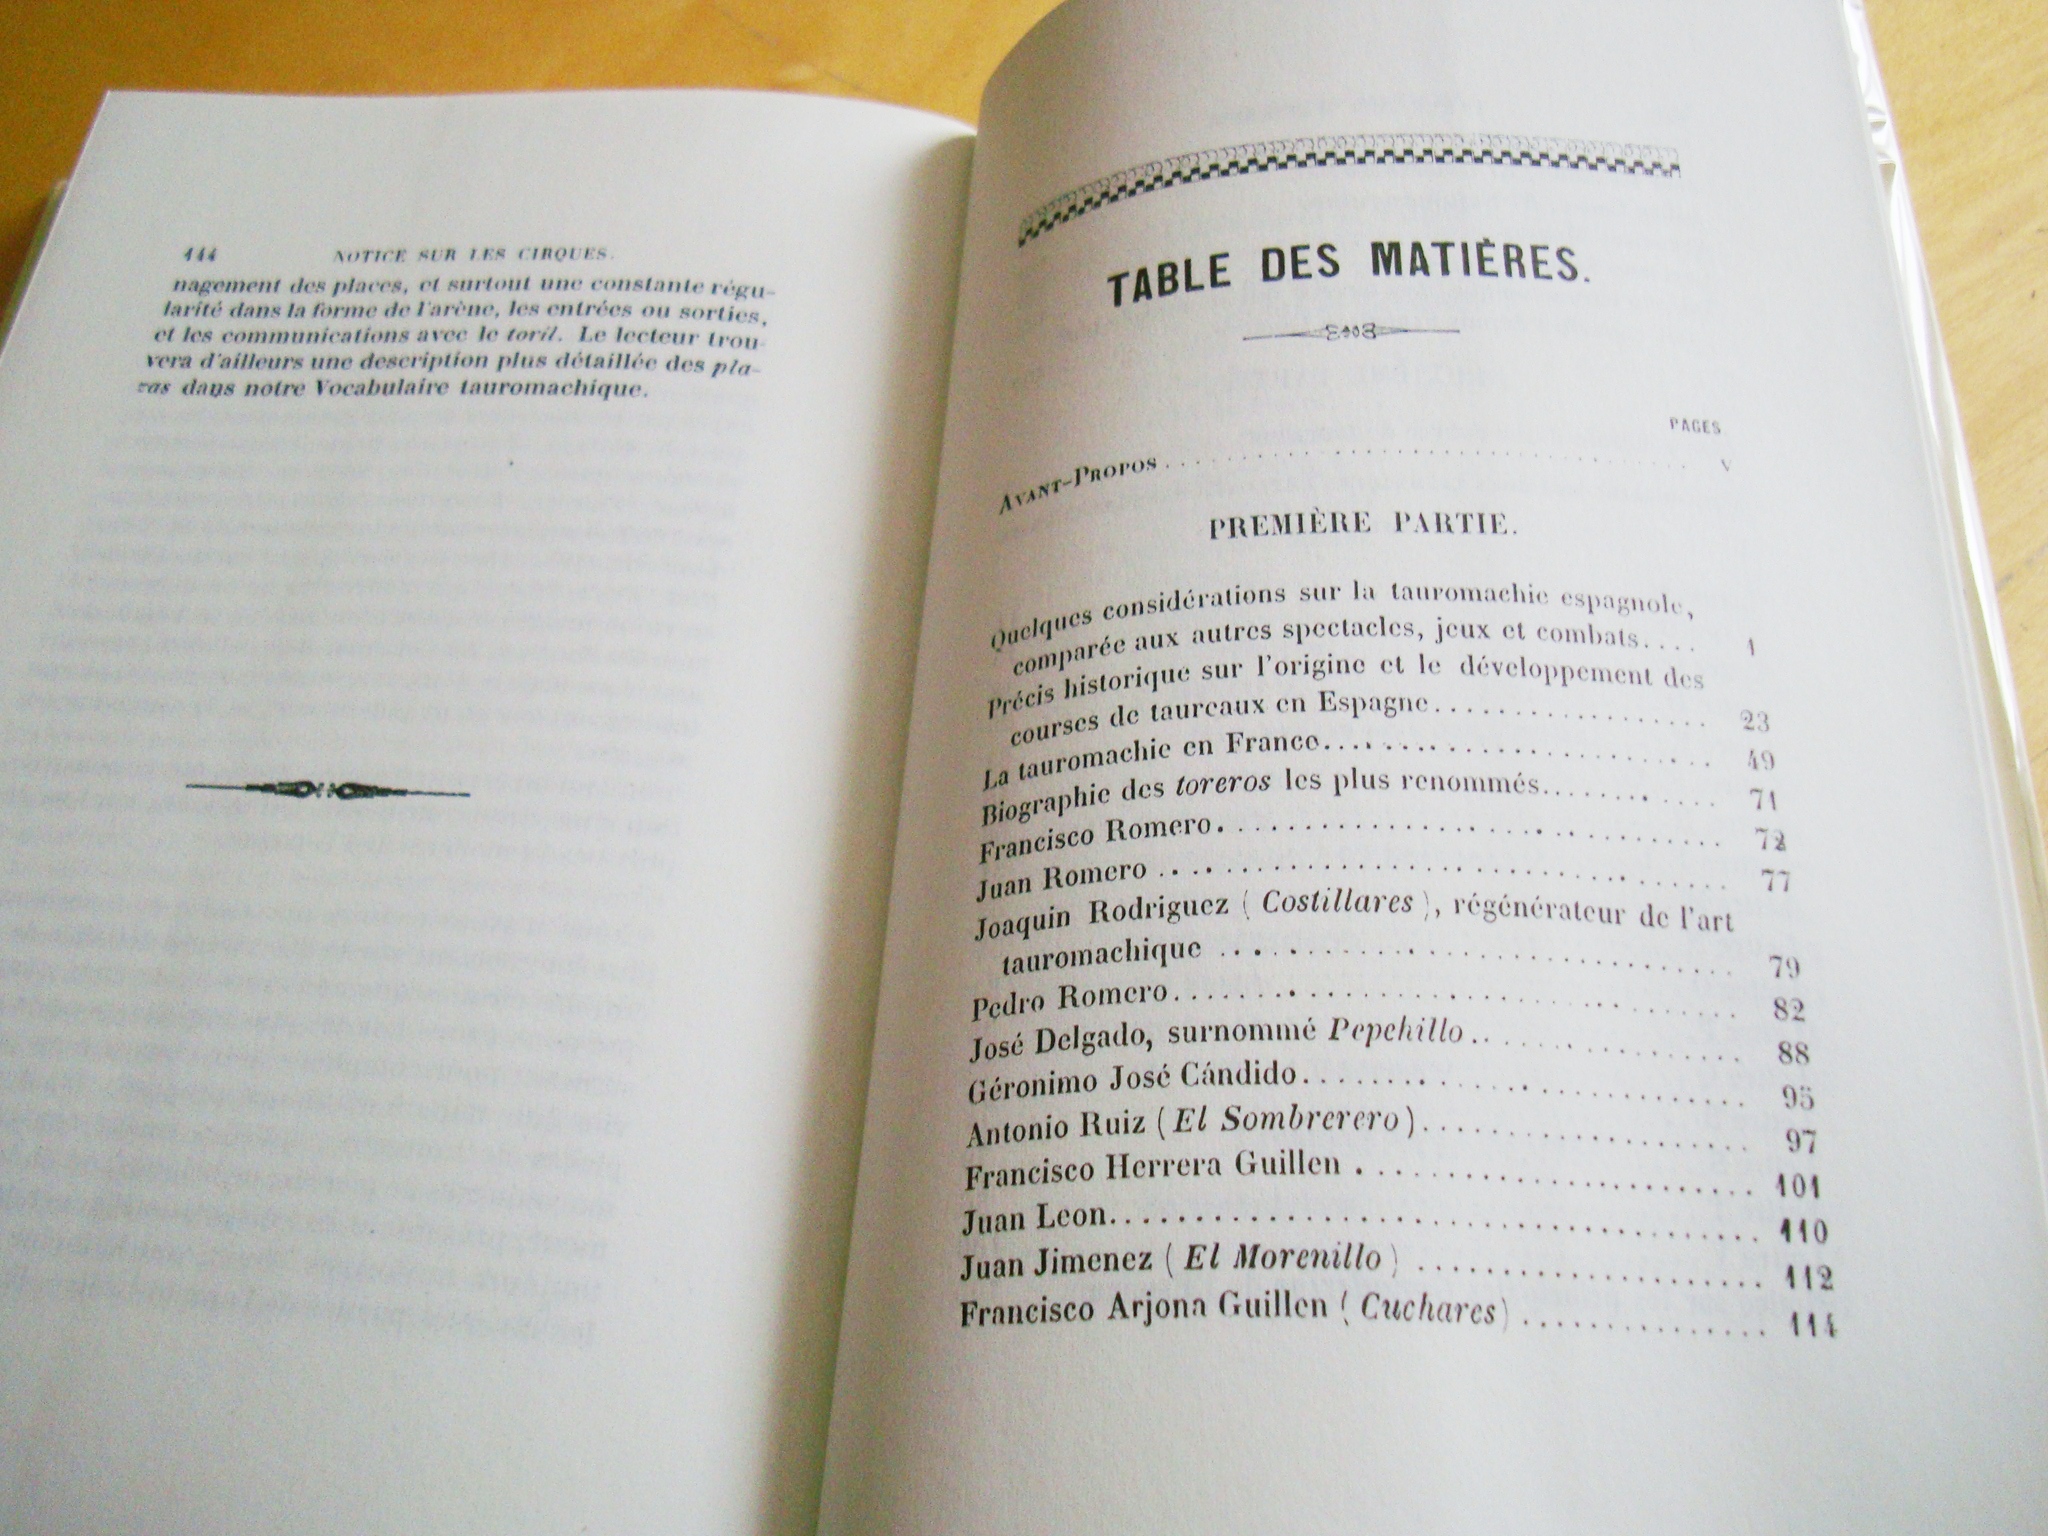 444 NOTICE SUR LES CIRQUES.
nagement des places, et surtout une constante régu-
larité dans la forme de l'arène, les entrées ou sorties,
et les communications avec le toril. Le lecteur trou-
vera d'ailleurs une description plus détaillée des pla-
zas dans notre Vocabulaire tauromachique.
TABLE DES MATIÈRES.
PAGES
AVANT-PROPOS.............................. V
PREMIÈRE PARTIE.
Quelques considérations sur la tauromachie espagnole,
comparée aux autres spectacles, jeux et combats.... 1
Précis historique sur l'origine et le développement des
courses de taureaux en Espagne.................. 23
La tauromachie en France........................ 49
Biographie des toreros les plus renommés............ 71
Francisco Romero.............................. 72
Juan Romero .................................. 77
Joaquin Rodriguez (Costillares), régénérateur de l'art
tauromachique ................................ 79
Pedro Romero.................................. 82
José Delgado, surnommé Pepehillo.................. 88
Géronimo José Cándido.......................... 95
Antonio Ruiz (El Sombrerero)...................... 97
Francisco Herrera Guillen ........................ 101
Juan Leon.................................... 110
Juan Jimenez (El Morenillo) ...................... 112
Francisco Arjona Guillen (Cuchares) ................ 114